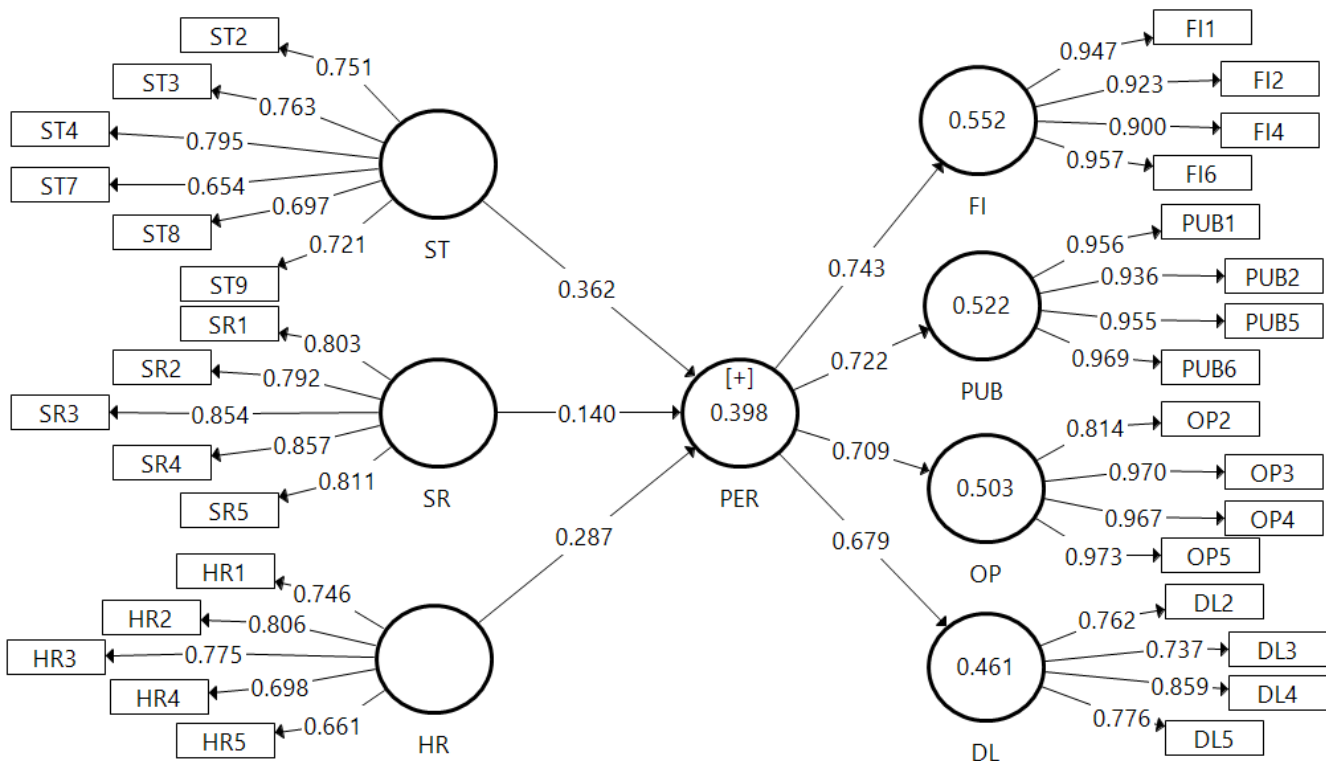 ST2
0.751
ST3
0.763
ST4
0.795
ST7
0.654
ST8
0.697
ST9
0.721
ST
0.362
SR1
0.803
SR2
0.792
SR3
0.854
SR4
0.857
SR5
0.811
SR
0.140
HR1
0.746
HR2
0.806
HR3
0.775
HR4
0.698
HR5
0.661
HR
0.287
[+]
0.398
PER
0.743
0.722
0.709
0.679
0.552
FI
0.947
FI1
0.923
FI2
0.900
FI4
0.957
FI6
0.522
PUB
0.956
PUB1
0.936
PUB2
0.955
PUB5
0.969
PUB6
0.503
OP
0.814
OP2
0.970
OP3
0.967
OP4
0.973
OP5
0.461
DL
0.762
DL2
0.737
DL3
0.859
DL4
0.776
DL5